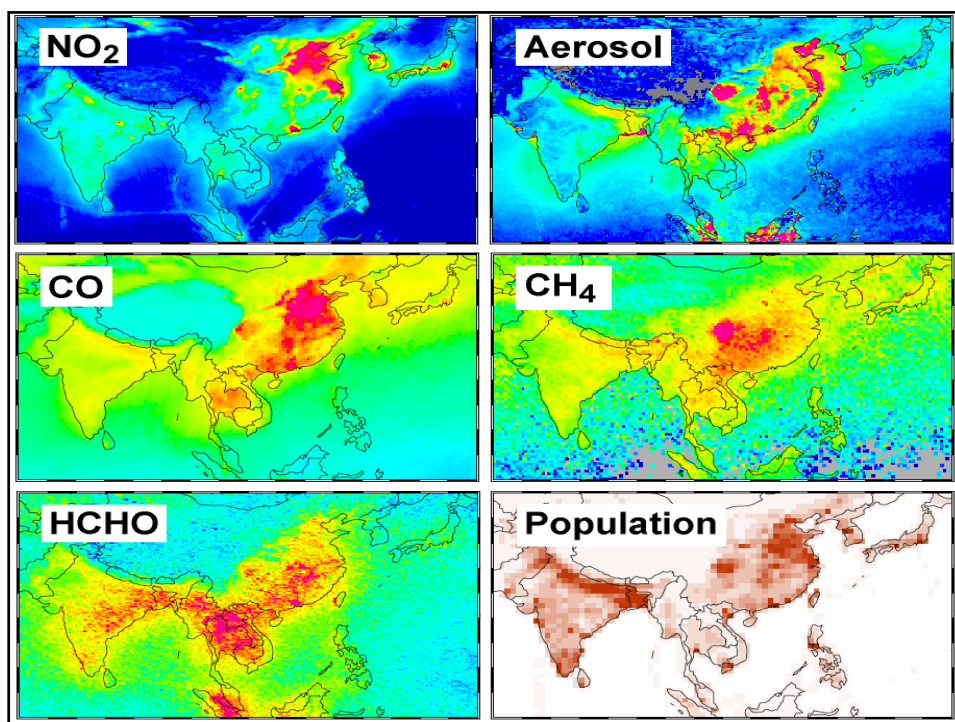 NO₂
Aerosol
CO
CH₄
HCHO
Population